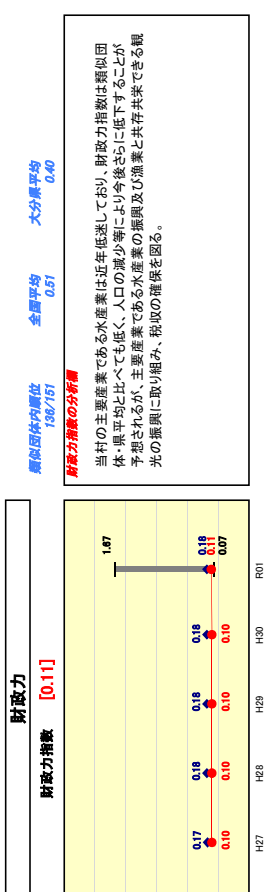 財政力
財政力指数 [0.11]
1.67
0.17
0.18
0.18
0.18
0.18
0.10
0.10
0.10
0.10
0.11
0.07
H27
H28
H29
H30
R01
類似団体内順位
136/151
全国平均
0.51
大分県平均
0.40
財政力指数の分析欄
当村の主要産業である水産業は近年低迷しており、財政力指数は類似団
体・県平均と比べても低く、人口の減少等により今後さらに低下することが
予想されるが、主要産業である水産業の振興及び漁業と共存共栄できる観
光の振興に取り組み、税収の確保を図る。